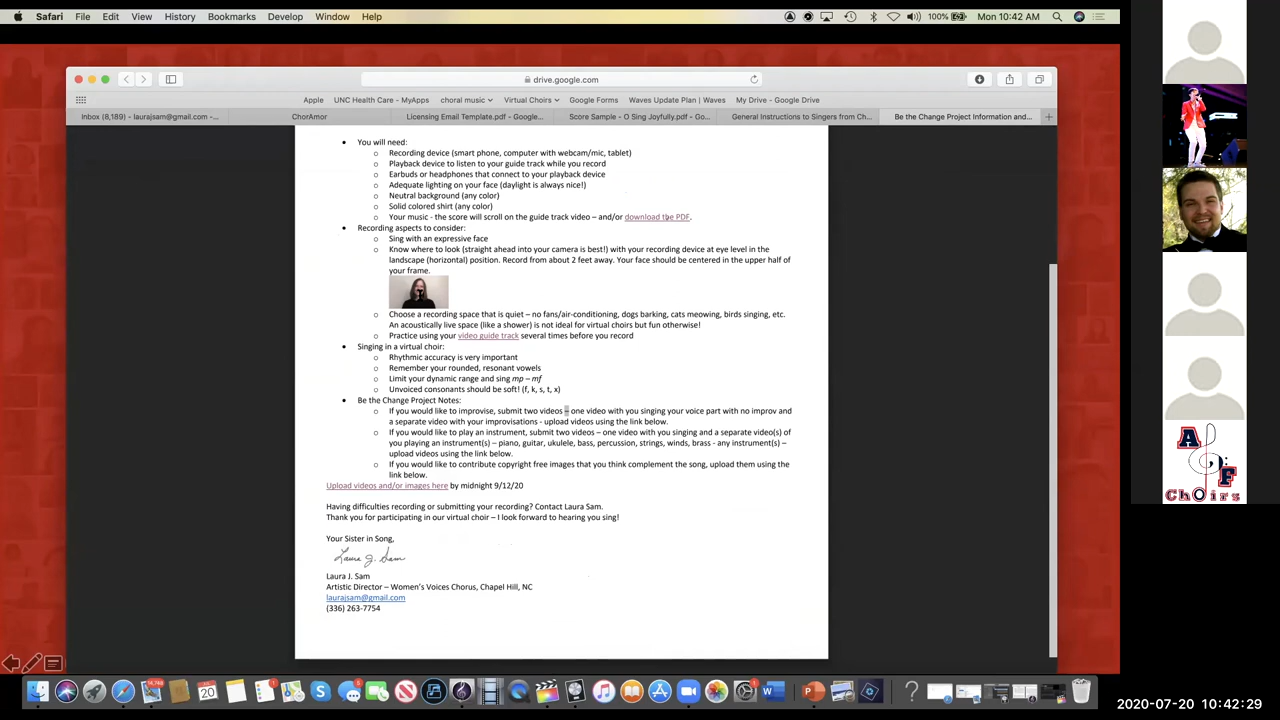 Safari File Edit View History Bookmarks Develop Window Help 100% Mon 10:42 AM
drive.google.com
Apple UNC Health Care - MyApps choral music Virtual Choirs Google Forms Waves Update Plan | Waves My Drive - Google Drive
Inbox (8,189) - laurajsam@gmail.com -... ChorAmor Licensing Email Template.pdf - Google... Score Sample - O Sing Joyfully.pdf - Go... General Instructions to Singers from Ch... Be the Change Project Information and...
• You will need:
o Recording device (smart phone, computer with webcam/mic, tablet)
o Playback device to listen to your guide track while you record
o Earbuds or headphones that connect to your playback device
o Adequate lighting on your face (daylight is always nice!)
o Neutral background (any color)
o Solid colored shirt (any color)
o Your music - the score will scroll on the guide track video – and/or download the PDF.
• Recording aspects to consider:
o Sing with an expressive face
o Know where to look (straight ahead into your camera is best!) with your recording device at eye level in the
landscape (horizontal) position. Record from about 2 feet away. Your face should be centered in the upper half of
your frame.
o Choose a recording space that is quiet – no fans/air-conditioning, dogs barking, cats meowing, birds singing, etc.
An acoustically live space (like a shower) is not ideal for virtual choirs but fun otherwise!
o Practice using your video guide track several times before you record
• Singing in a virtual choir:
o Rhythmic accuracy is very important
o Remember your rounded, resonant vowels
o Limit your dynamic range and sing mp – mf
o Unvoiced consonants should be soft! (f, k, s, t, x)
• Be the Change Project Notes:
o If you would like to improvise, submit two videos – one video with you singing your voice part with no improv and
a separate video with your improvisations - upload videos using the link below.
o If you would like to play an instrument, submit two videos – one video with you singing and a separate video(s) of
you playing an instrument(s) – piano, guitar, ukulele, bass, percussion, strings, winds, brass - any instrument(s) –
upload videos using the link below.
o If you would like to contribute copyright free images that you think complement the song, upload them using the
link below.
Upload videos and/or images here by midnight 9/12/20
Having difficulties recording or submitting your recording? Contact Laura Sam.
Thank you for participating in our virtual choir – I look forward to hearing you sing!
Your Sister in Song,
Laura J. Sam
Laura J. Sam
Artistic Director – Women's Voices Chorus, Chapel Hill, NC
laurajsam@gmail.com
(336) 263-7754
A F
Choirs
2020-07-20 10:42:29